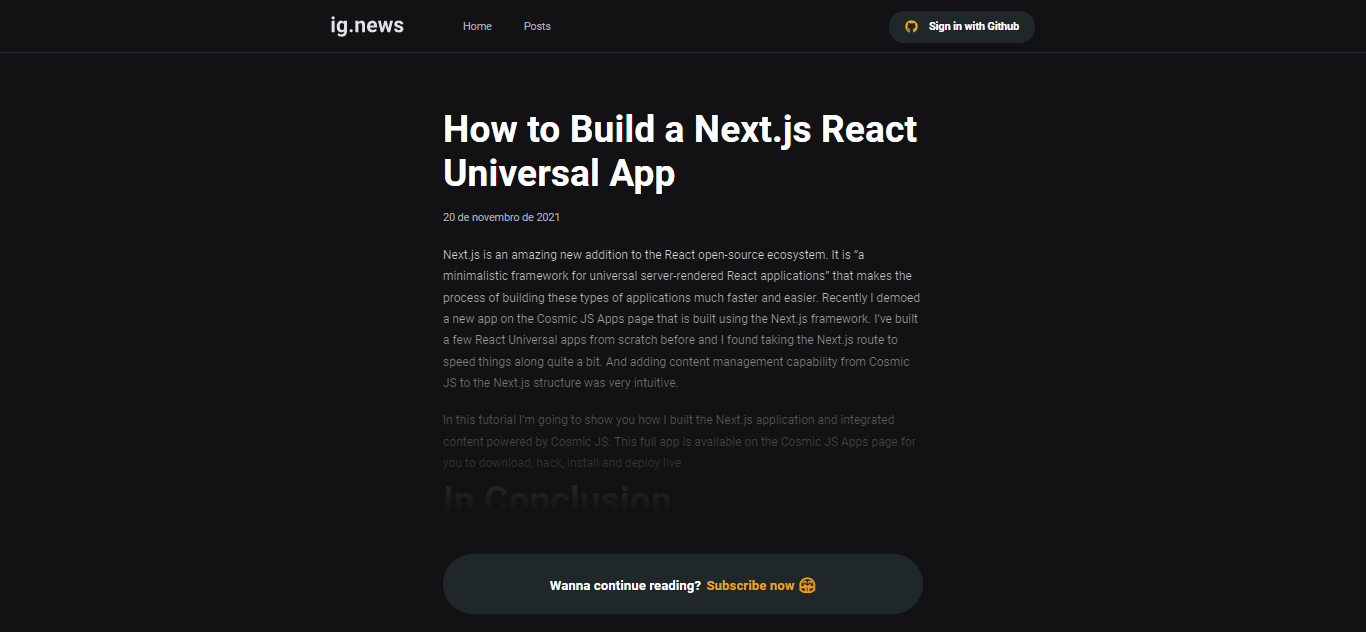 ig.news
Home
Posts
Sign in with Github
How to Build a Next.js React
Universal App
20 de novembro de 2021
Next.js is an amazing new addition to the React open-source ecosystem. It is “a
minimalistic framework for universal server-rendered React applications” that makes the
process of building these types of applications much faster and easier. Recently I demoed
a new app on the Cosmic JS Apps page that is built using the Next.js framework. I’ve built
a few React Universal apps from scratch before and I found taking the Next.js route to
speed things along quite a bit. And adding content management capability from Cosmic
JS to the Next.js structure was very intuitive.
In this tutorial I’m going to show you how I built the Next.js application and integrated
content powered by Cosmic JS. This full app is available on the Cosmic JS Apps page for
you to download, hack, install and deploy live.
In Conclusion
Wanna continue reading? Subscribe now 🤗